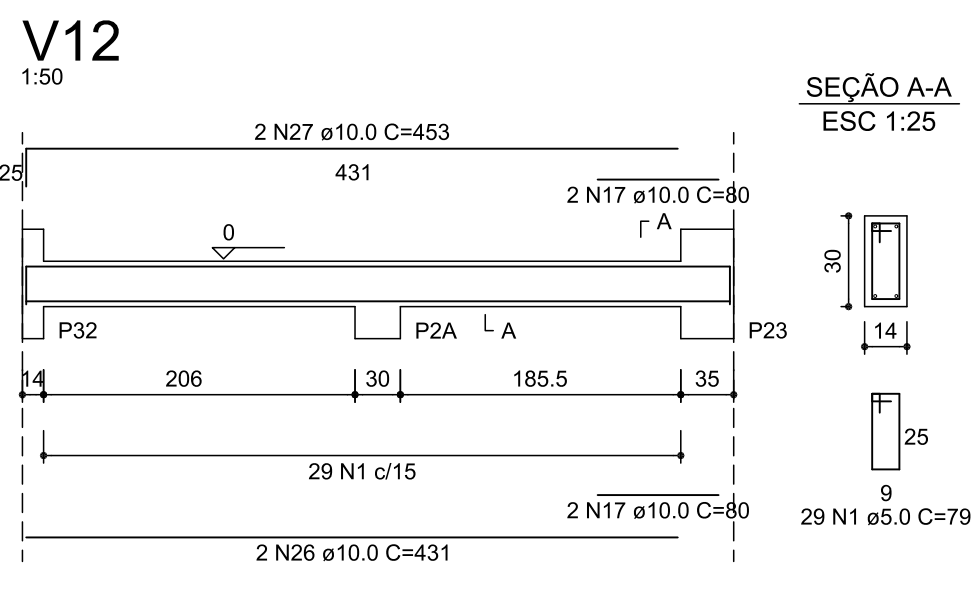 V12
1:50
SEÇÃO A-A
ESC 1:25
2 N27 ø10.0 C=453
25
431
2 N17 ø10.0 C=80
A
0
30
P32
P2A
A
P23
14
14
206
30
185.5
35
25
29 N1 c/15
9
2 N17 ø10.0 C=80
29 N1 ø5.0 C=79
2 N26 ø10.0 C=431